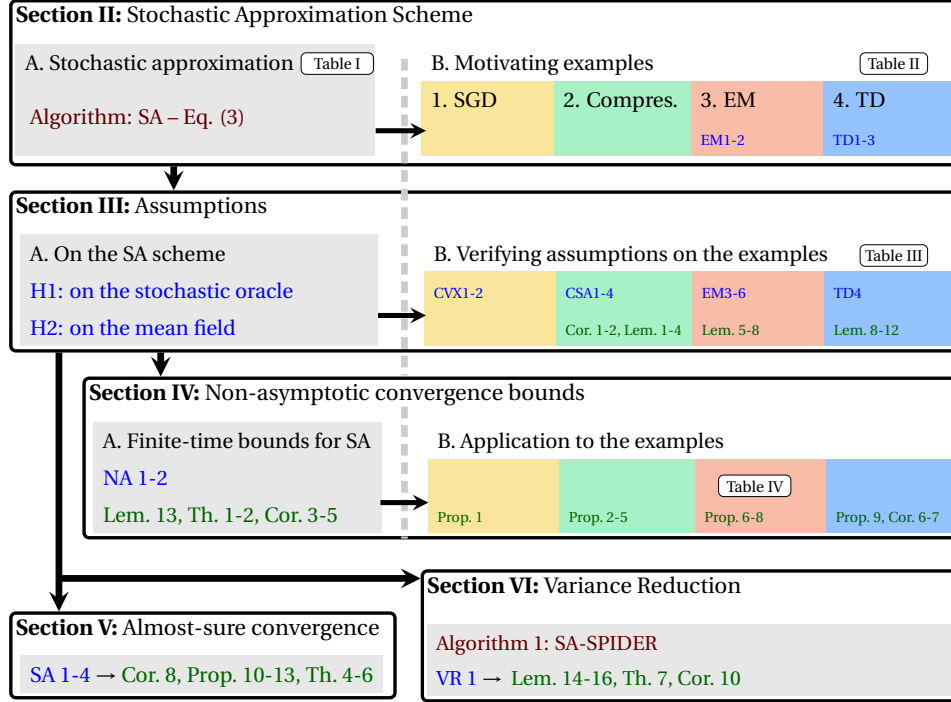 Section II: Stochastic Approximation Scheme
A. Stochastic approximation
Table I
Algorithm: SA – Eq. (3)
B. Motivating examples
Table II
1. SGD
2. Compres.
3. EM
EM1-2
4. TD
TD1-3
Section III: Assumptions
A. On the SA scheme
H1: on the stochastic oracle
H2: on the mean field
B. Verifying assumptions on the examples
Table III
CVX1-2
CSA1-4
Cor. 1-2, Lem. 1-4
EM3-6
Lem. 5-8
TD4
Lem. 8-12
Section IV: Non-asymptotic convergence bounds
A. Finite-time bounds for SA
NA 1-2
Lem. 13, Th. 1-2, Cor. 3-5
B. Application to the examples
Prop. 1
Prop. 2-5
Table IV
Prop. 6-8
Prop. 9, Cor. 6-7
Section V: Almost-sure convergence
SA 1-4 → Cor. 8, Prop. 10-13, Th. 4-6
Section VI: Variance Reduction
Algorithm 1: SA-SPIDER
VR 1 → Lem. 14-16, Th. 7, Cor. 10